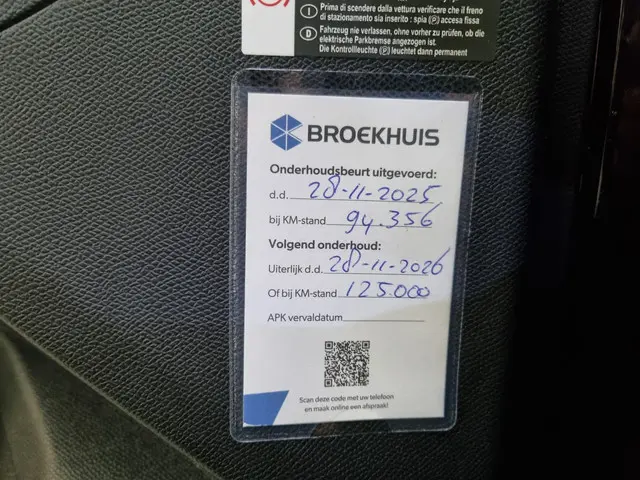 I Prima di scendere dalla vettura verificare che il freno
di stazionamento sia inserito : spia (P) accesa fissa
D Fahrzeug nie verlassen, ohne vorher zu prüfen, ob die
elektrische Parkbremse angezogen ist.
Die Kontrolleuchte (P) leuchtet dann permanent
BROEKHUIS
Onderhoudsbeurt uitgevoerd:
d.d. 28-11-2025
bij KM-stand 94.356
Volgend onderhoud:
Uiterlijk d.d. 28-11-2026
Of bij KM-stand 125.000
APK vervaldatum
Scan deze code met uw telefoon
en maak online een afspraak!